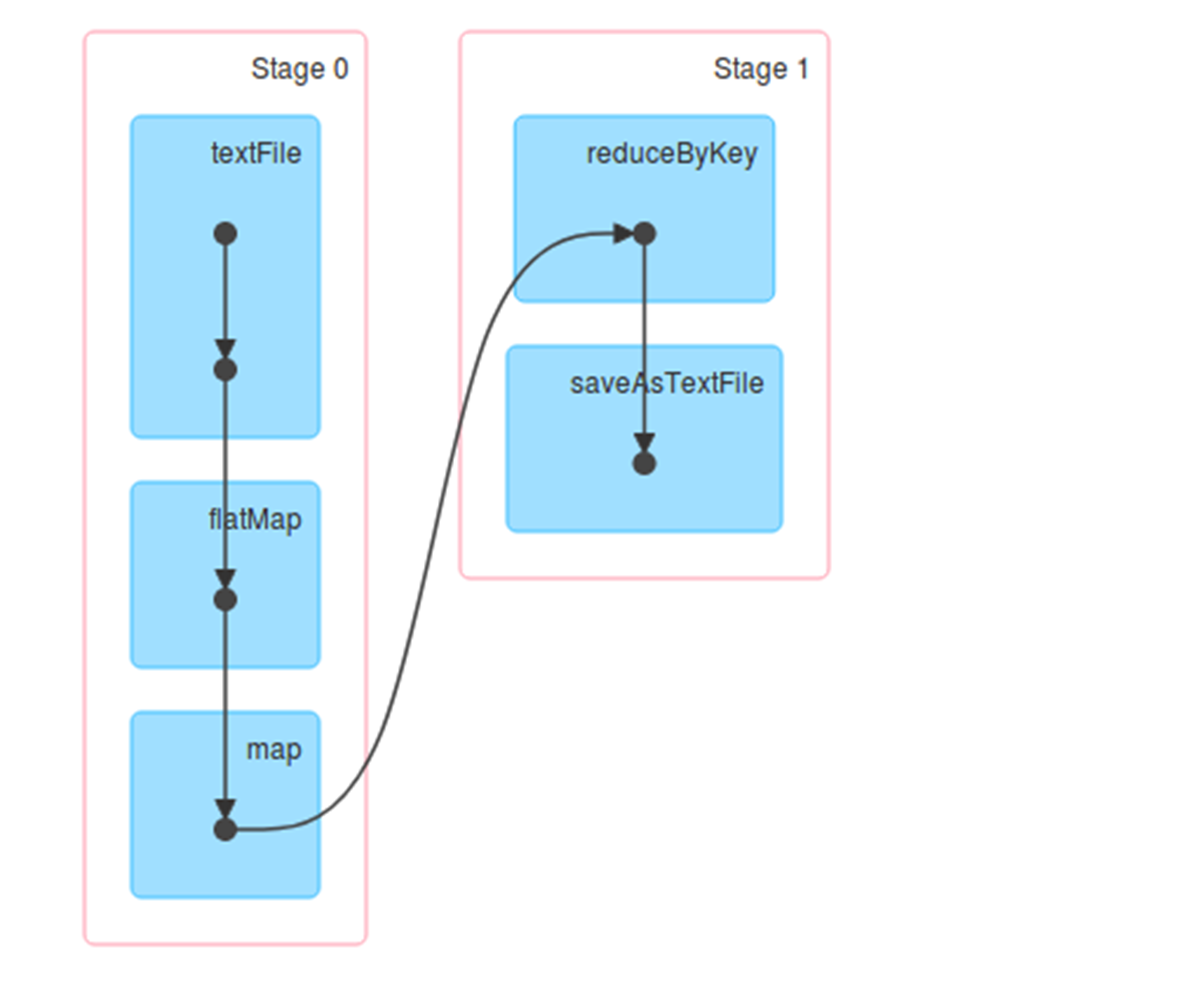 Stage 0
textFile
flatMap
map
Stage 1
reduceByKey
saveAsTextFile